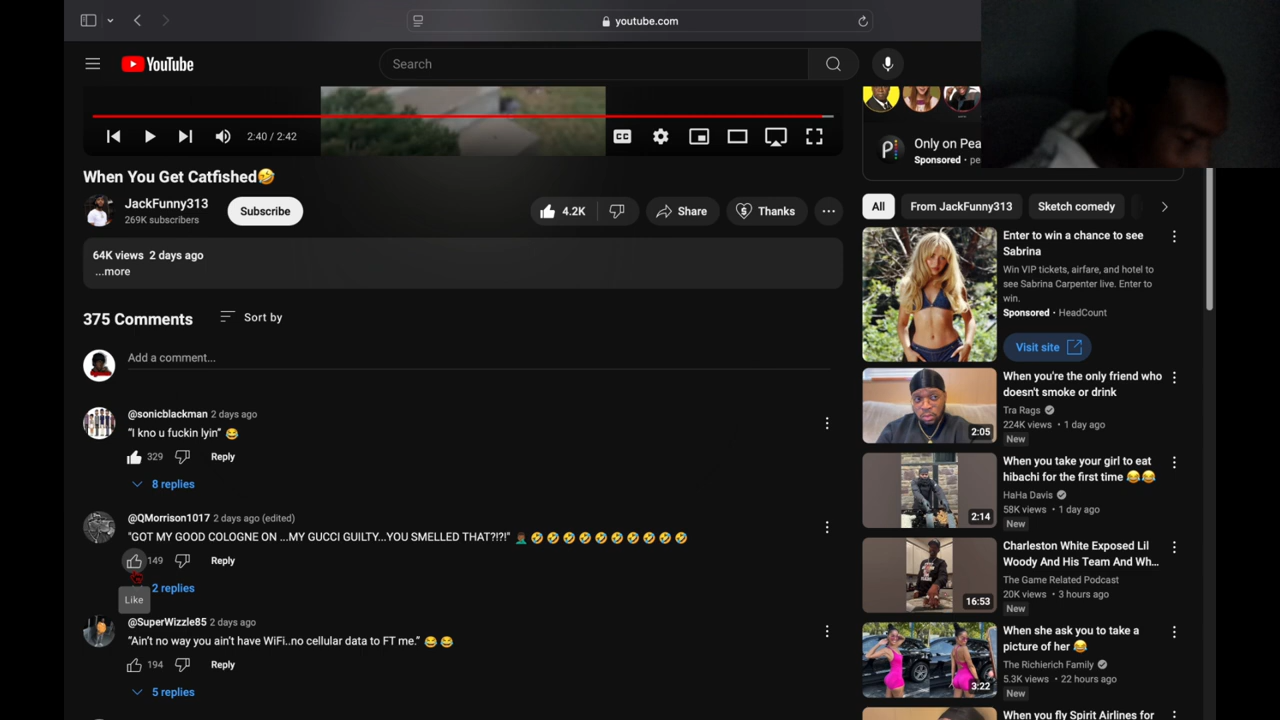 youtube.com
YouTube
Search
CC
2:40 / 2:42
When You Get Catfished🤣
JackFunny313
269K subscribers
Subscribe
4.2K
Share
Thanks
64K views 2 days ago
...more
375 Comments
Sort by
Add a comment...
@sonicblackman 2 days ago
“I kno u fuckin lyin” 😂
329
Reply
8 replies
@QMorrison1017 2 days ago (edited)
"GOT MY GOOD COLOGNE ON ...MY GUCCI GUILTY...YOU SMELLED THAT?!?!" 🤦🏾‍♂️🤣🤣🤣🤣🤣🤣🤣🤣🤣🤣
149
Reply
2 replies
Like
@SuperWizzle85 2 days ago
“Ain’t no way you ain’t have WiFi..no cellular data to FT me.” 😂 😂
194
Reply
5 replies
Only on Pea
Sponsored · pe
All
From JackFunny313
Sketch comedy
Enter to win a chance to see
Sabrina
Win VIP tickets, airfare, and hotel to
see Sabrina Carpenter live. Enter to
win.
Sponsored · HeadCount
Visit site
When you're the only friend who
doesn't smoke or drink
Tra Rags
224K views · 1 day ago
New
2:05
When you take your girl to eat
hibachi for the first time 😂😂
HaHa Davis
58K views · 1 day ago
New
2:14
Charleston White Exposed Lil
Woody And His Team And Wh...
The Game Related Podcast
20K views · 3 hours ago
New
16:53
When she ask you to take a
picture of her 😂
The Richierich Family
5.3K views · 22 hours ago
New
3:22
When you fly Spirit Airlines for